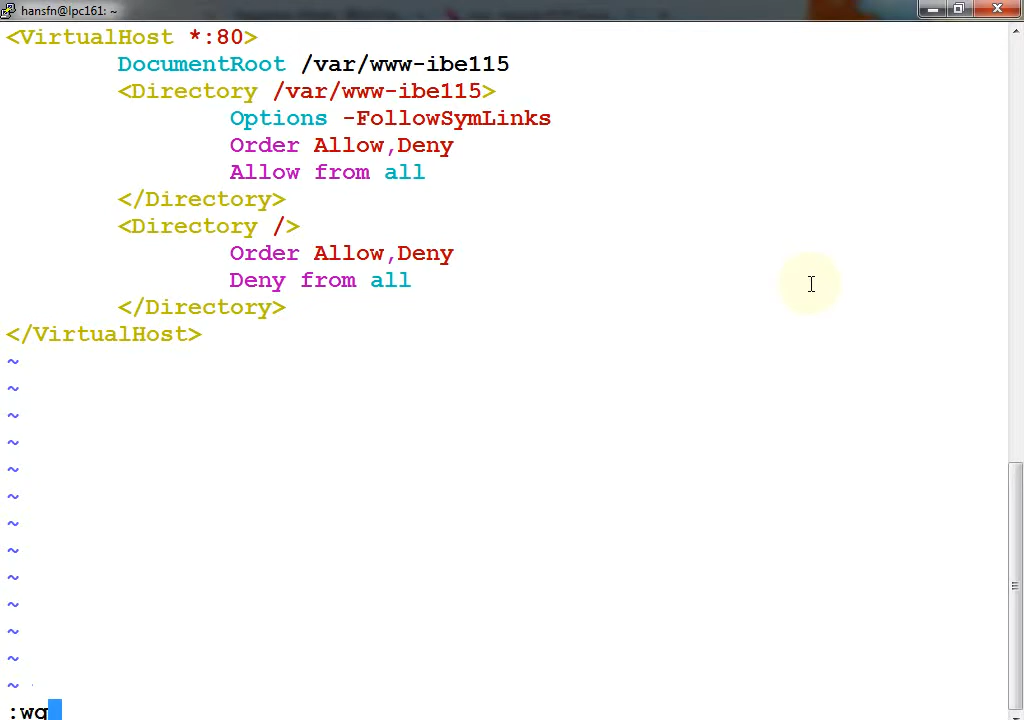 hansfn@lpc161: ~
<VirtualHost *:80>
DocumentRoot /var/www-ibe115
<Directory /var/www-ibe115>
Options -FollowSymLinks
Order Allow,Deny
Allow from all
</Directory>
<Directory />
Order Allow,Deny
Deny from all
</Directory>
</VirtualHost>
~
~
~
~
~
~
~
~
~
~
~
~
~
:wq